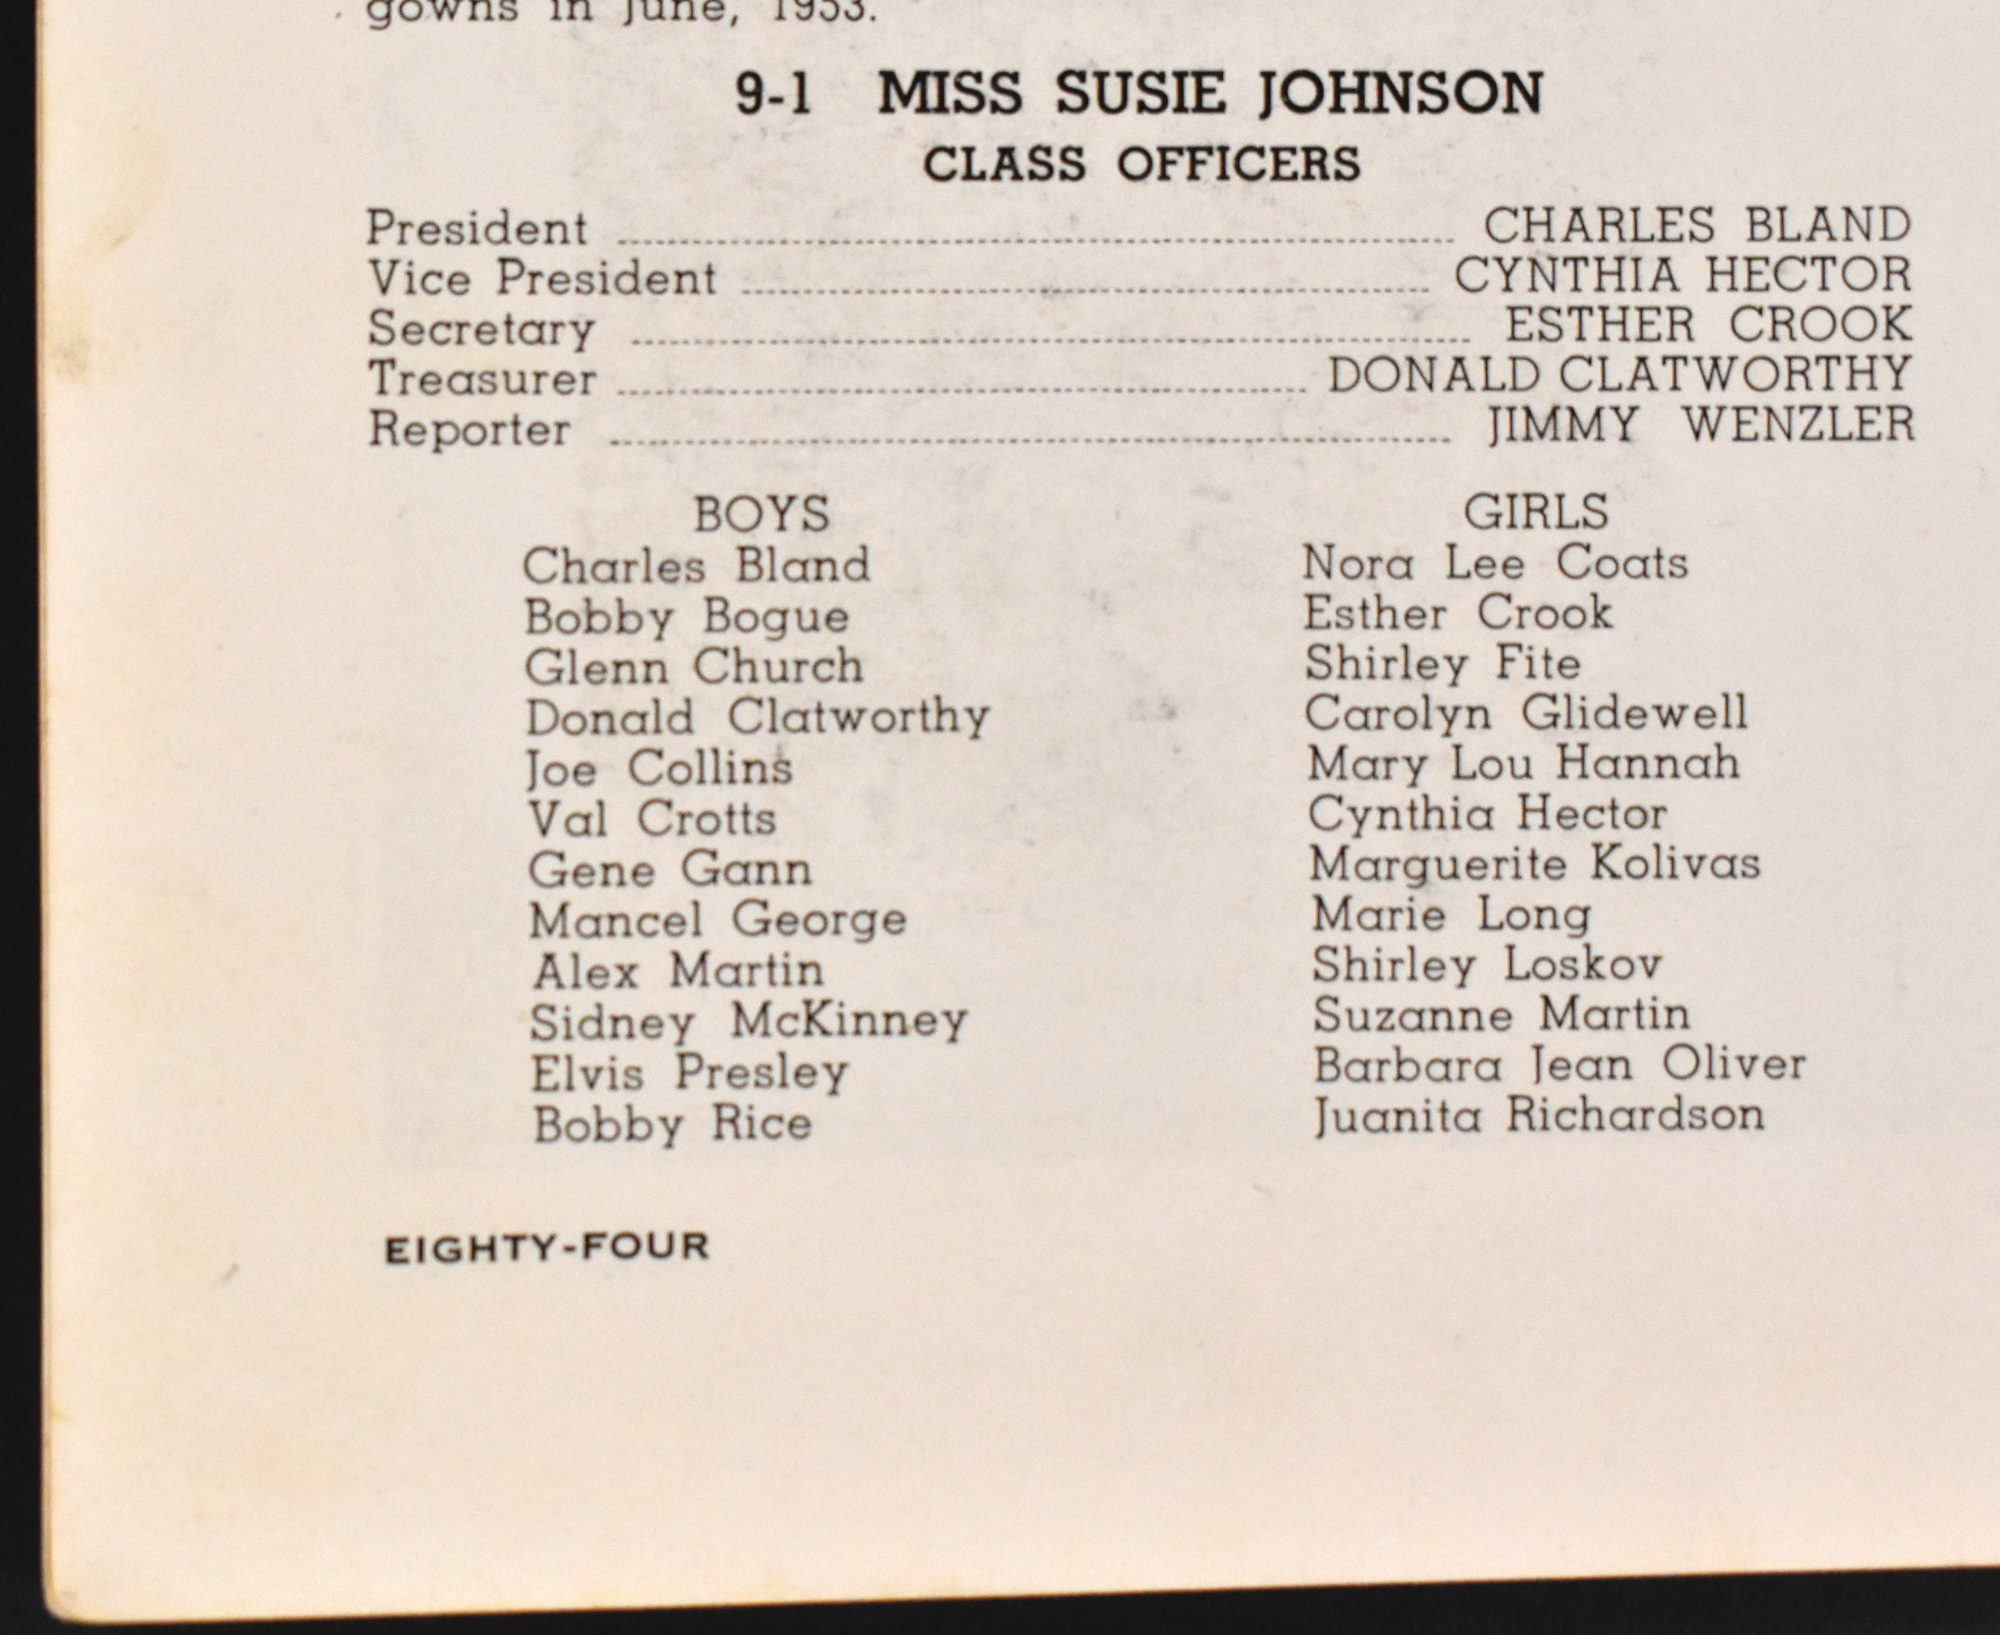 gowns in June, 1953.
9-1 MISS SUSIE JOHNSON
CLASS OFFICERS
President CHARLES BLAND
Vice President CYNTHIA HECTOR
Secretary ESTHER CROOK
Treasurer DONALD CLATWORTHY
Reporter JIMMY WENZLER
BOYS
Charles Bland
Bobby Bogue
Glenn Church
Donald Clatworthy
Joe Collins
Val Crotts
Gene Gann
Mancel George
Alex Martin
Sidney McKinney
Elvis Presley
Bobby Rice
GIRLS
Nora Lee Coats
Esther Crook
Shirley Fite
Carolyn Glidewell
Mary Lou Hannah
Cynthia Hector
Marguerite Kolivas
Marie Long
Shirley Loskov
Suzanne Martin
Barbara Jean Oliver
Juanita Richardson
EIGHTY-FOUR